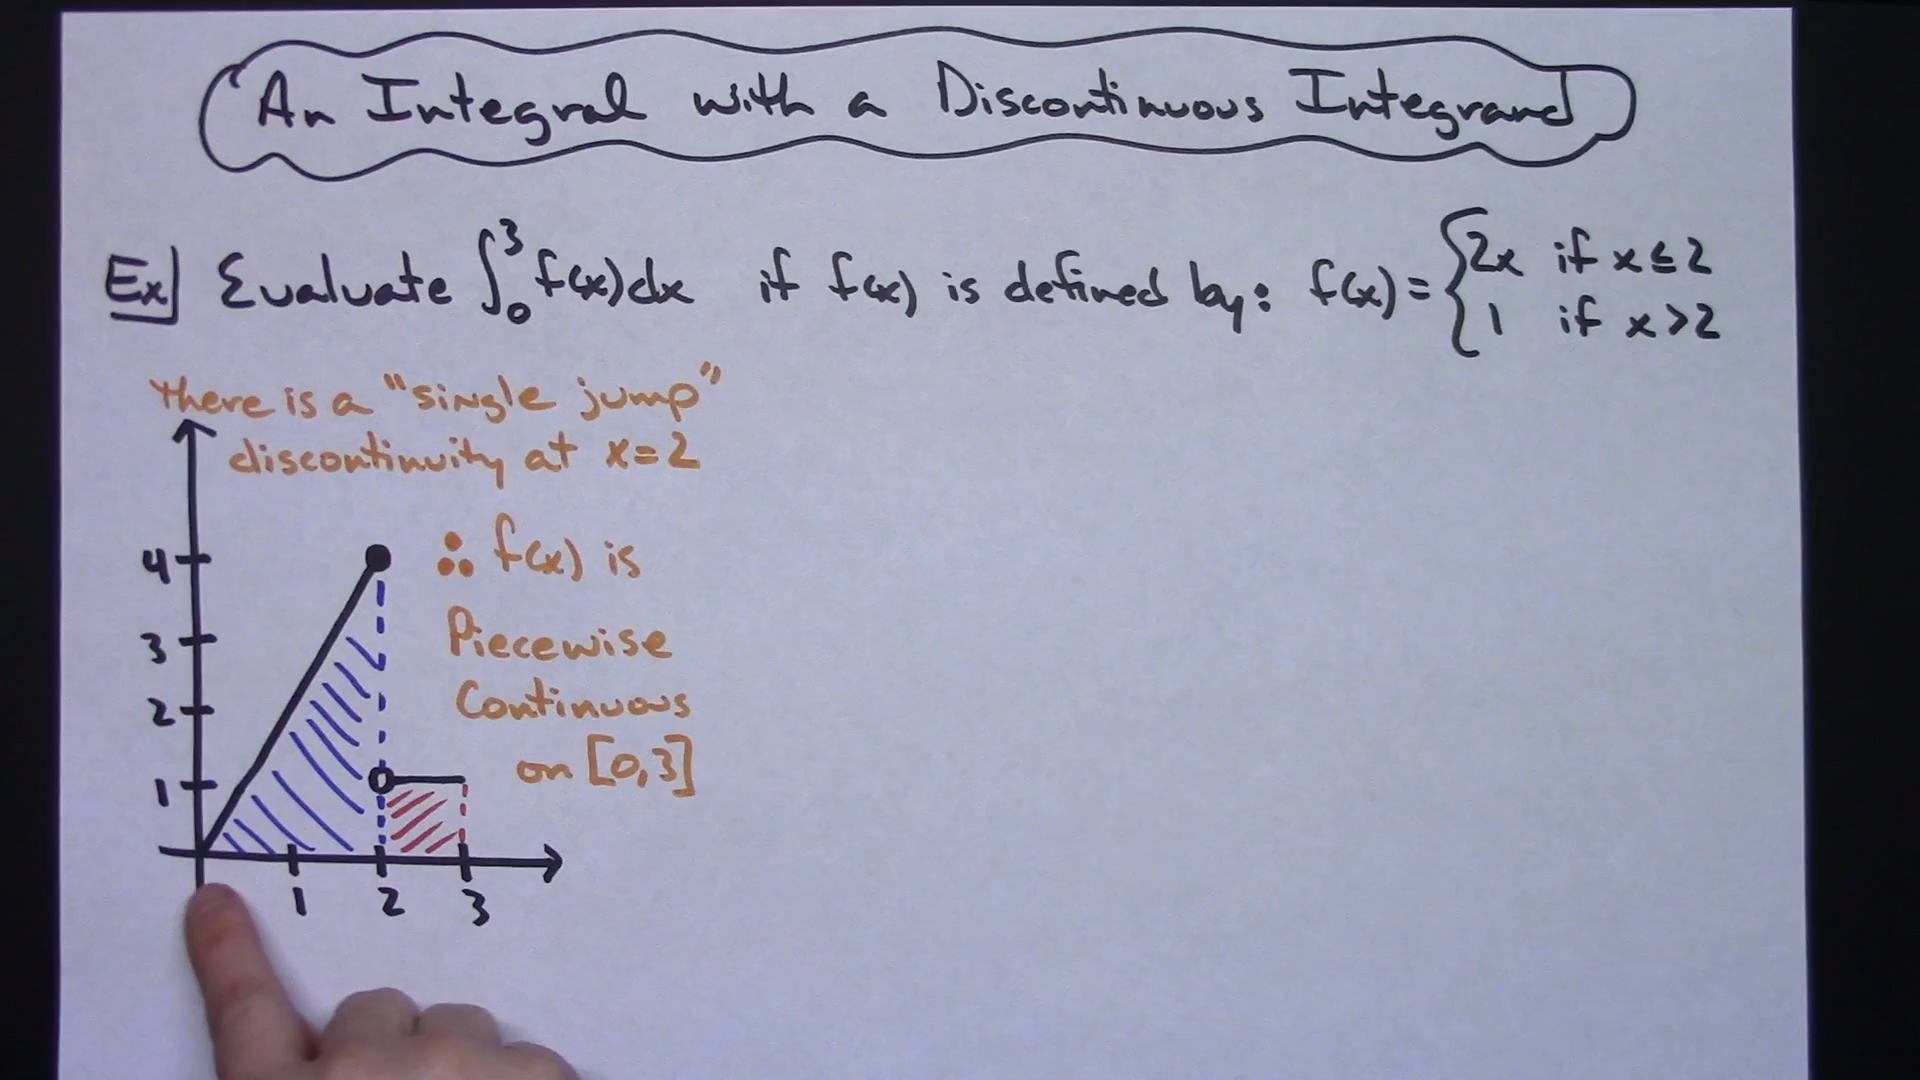 An Integral with a Discontinuous Integrand
Ex Evaluate ∫₀³ f(x)dx if f(x) is defined by: f(x) = { 2x if x ≤ 2
1 if x > 2
there is a "single jump"
discontinuity at x=2
∴ f(x) is
Piecewise
Continuous
on [0,3]
4
3
2
1
1 2 3